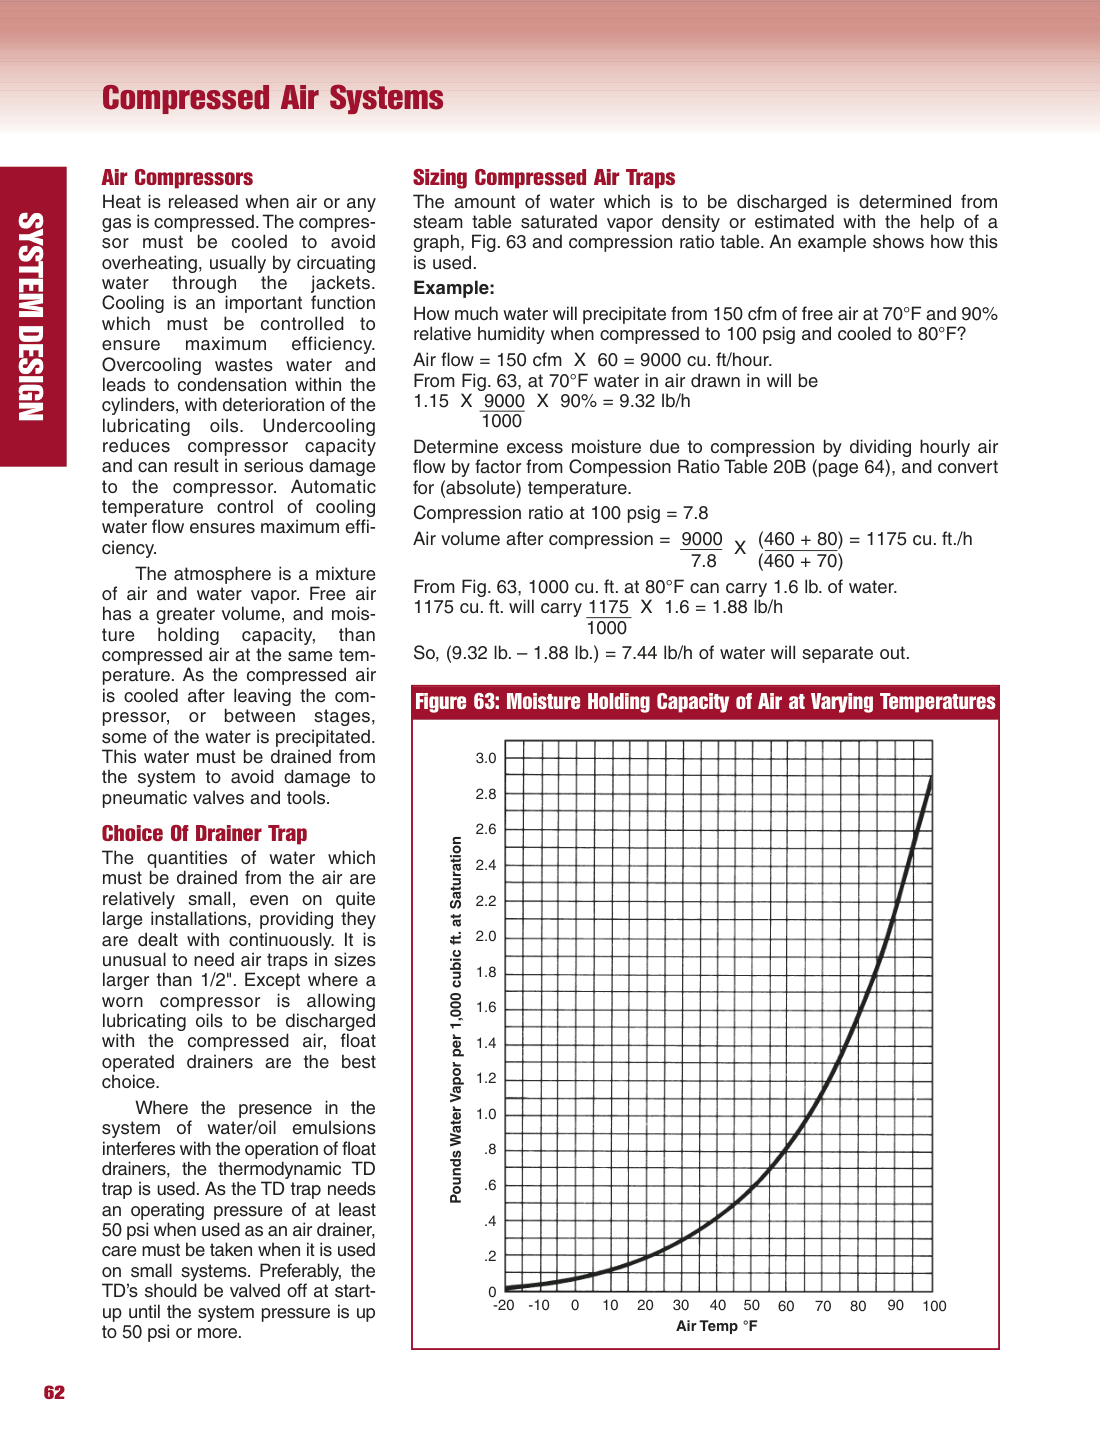 Compressed Air Systems
SYSTEM DESIGN
Air Compressors
Heat is released when air or any
gas is compressed. The compres-
sor must be cooled to avoid
overheating, usually by circuating
water through the jackets.
Cooling is an important function
which must be controlled to
ensure maximum efficiency.
Overcooling wastes water and
leads to condensation within the
cylinders, with deterioration of the
lubricating oils. Undercooling
reduces compressor capacity
and can result in serious damage
to the compressor. Automatic
temperature control of cooling
water flow ensures maximum effi-
ciency.
The atmosphere is a mixture
of air and water vapor. Free air
has a greater volume, and mois-
ture holding capacity, than
compressed air at the same tem-
perature. As the compressed air
is cooled after leaving the com-
pressor, or between stages,
some of the water is precipitated.
This water must be drained from
the system to avoid damage to
pneumatic valves and tools.
Choice Of Drainer Trap
The quantities of water which
must be drained from the air are
relatively small, even on quite
large installations, providing they
are dealt with continuously. It is
unusual to need air traps in sizes
larger than 1/2". Except where a
worn compressor is allowing
lubricating oils to be discharged
with the compressed air, float
operated drainers are the best
choice.
Where the presence in the
system of water/oil emulsions
interferes with the operation of float
drainers, the thermodynamic TD
trap is used. As the TD trap needs
an operating pressure of at least
50 psi when used as an air drainer,
care must be taken when it is used
on small systems. Preferably, the
TD's should be valved off at start-
up until the system pressure is up
to 50 psi or more.
Sizing Compressed Air Traps
The amount of water which is to be discharged is determined from
steam table saturated vapor density or estimated with the help of a
graph, Fig. 63 and compression ratio table. An example shows how this
is used.
Example:
How much water will precipitate from 150 cfm of free air at 70°F and 90%
relative humidity when compressed to 100 psig and cooled to 80°F?
Air flow = 150 cfm X 60 = 9000 cu. ft/hour.
From Fig. 63, at 70°F water in air drawn in will be
1.15 X 9000 X 90% = 9.32 lb/h
1000
Determine excess moisture due to compression by dividing hourly air
flow by factor from Compession Ratio Table 20B (page 64), and convert
for (absolute) temperature.
Compression ratio at 100 psig = 7.8
Air volume after compression = 9000 X (460 + 80) = 1175 cu. ft./h
7.8 (460 + 70)
From Fig. 63, 1000 cu. ft. at 80°F can carry 1.6 lb. of water.
1175 cu. ft. will carry 1175 X 1.6 = 1.88 lb/h
1000
So, (9.32 lb. – 1.88 lb.) = 7.44 lb/h of water will separate out.
Figure 63: Moisture Holding Capacity of Air at Varying Temperatures
Pounds Water Vapor per 1,000 cubic ft. at Saturation
3.0
2.8
2.6
2.4
2.2
2.0
1.8
1.6
1.4
1.2
1.0
.8
.6
.4
.2
0
-20 -10 0 10 20 30 40 50 60 70 80 90 100
Air Temp °F
62